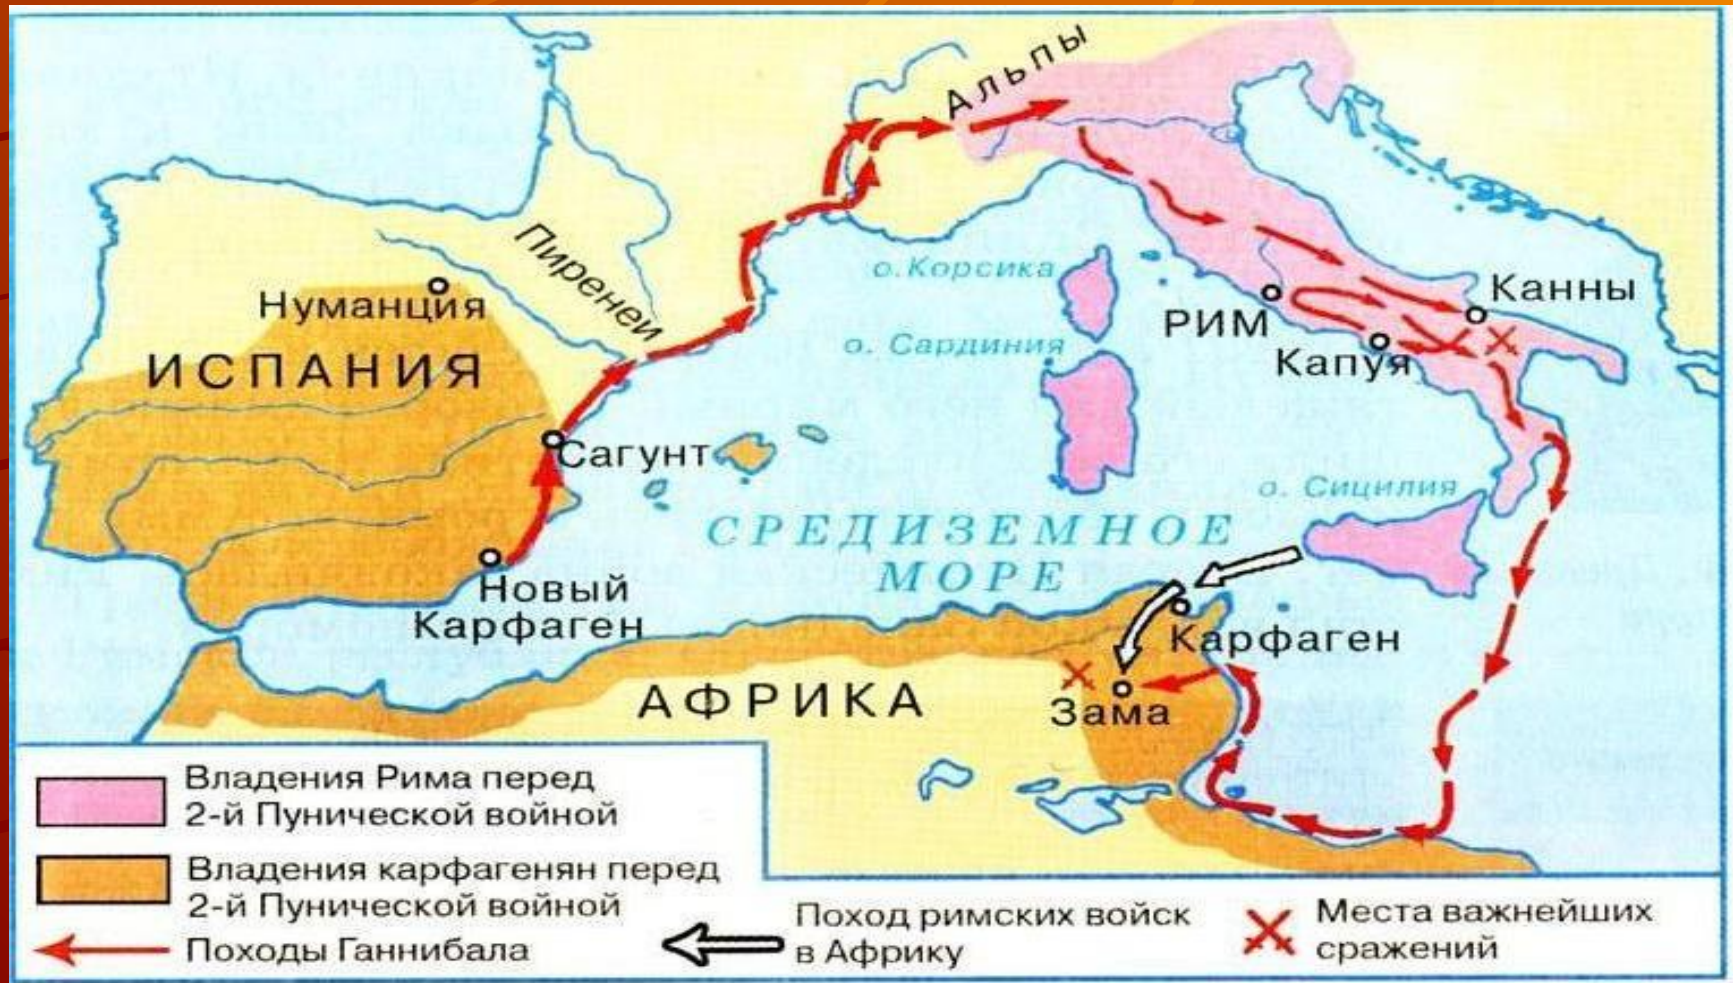 Альпы
Пиренеи
Нуманция
ИСПАНИЯ
Сагунт
Новый
Карфаген
о. Корсика
о. Сардиния
РИМ
Канны
Капуя
о. Сицилия
СРЕДИЗЕМНОЕ
МОРЕ
Карфаген
АФРИКА
Зама
Владения Рима перед
2-й Пунической войной
Владения карфагенян перед
2-й Пунической войной
Походы Ганнибала
Поход римских войск
в Африку
Места важнейших
сражений